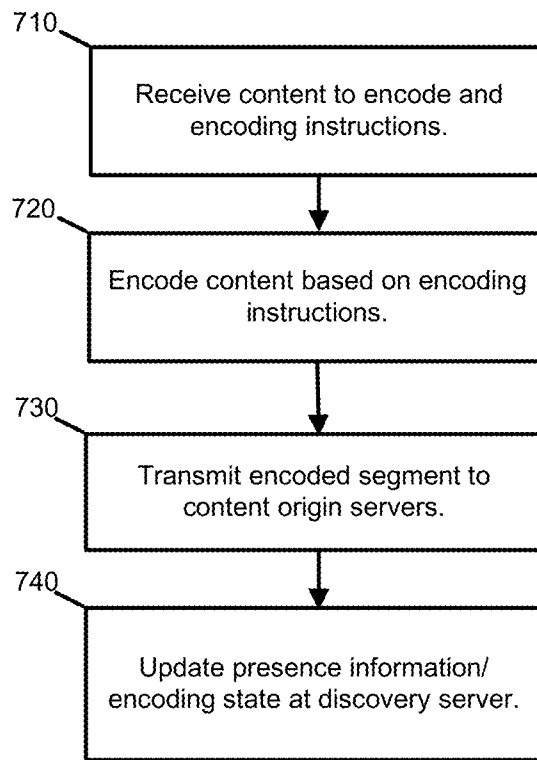 710
Receive content to encode and
encoding instructions.
720
Encode content based on encoding
instructions.
730
Transmit encoded segment to
content origin servers.
740
Update presence information/
encoding state at discovery server.